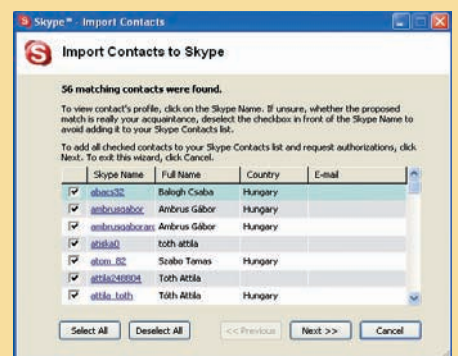 Skype™ - Import Contacts
Import Contacts to Skype
56 matching contacts were found.
To view contact's profile, click on the Skype Name. If unsure, whether the proposed
match is really your acquaintance, deselect the checkbox in front of the Skype Name to
avoid adding it to your Skype Contacts list.
To add all checked contacts to your Skype Contacts list and request authorizations, click
Next. To exit this wizard, click Cancel.
Skype Name Full Name Country E-mail
abacs32 Balogh Csaba Hungary
ambrusgabor Ambrus Gábor Hungary
Ambrus Gábor Hungary
atiska0 toth attila
atom_82 Szabo Tamas Hungary
attila248804 Toth Attila
attila_toth Tóth Attila Hungary
Select All Deselect All << Previous Next >> Cancel